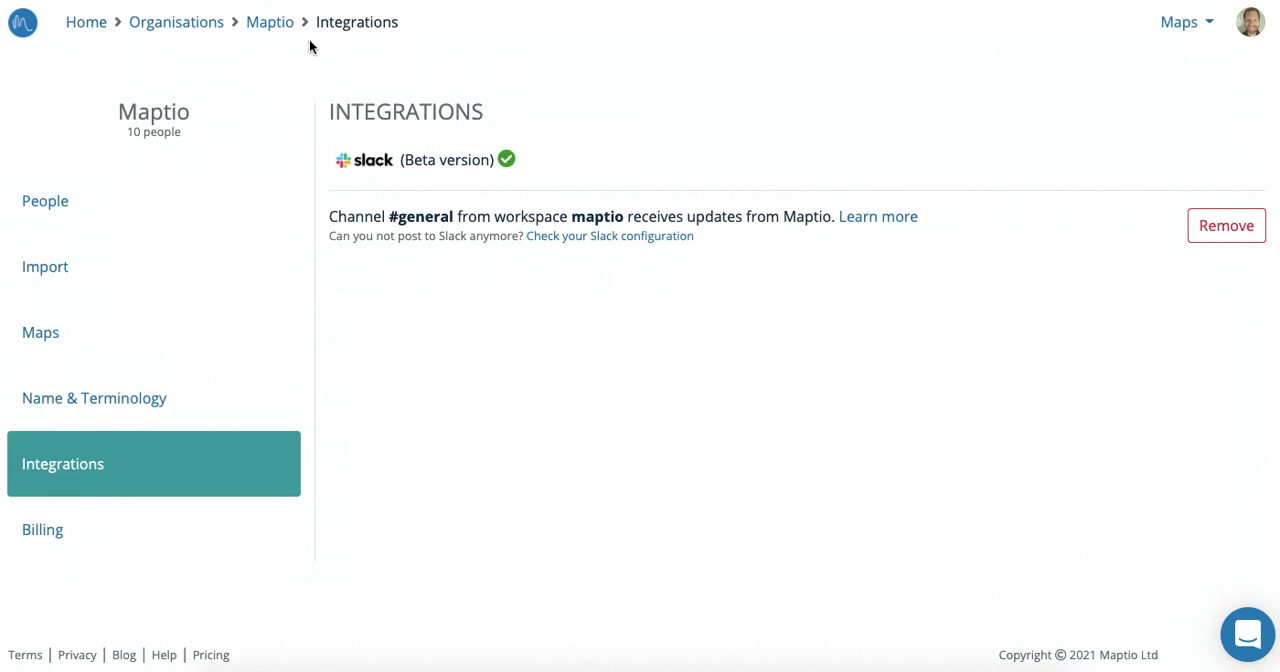 Home > Organisations > Maptio > Integrations
Maps
Maptio
10 people
People
Import
Maps
Name & Terminology
Integrations
Billing
INTEGRATIONS
slack (Beta version)
Channel #general from workspace maptio receives updates from Maptio. Learn more
Can you not post to Slack anymore? Check your Slack configuration
Remove
Terms | Privacy | Blog | Help | Pricing
Copyright © 2021 Maptio Ltd